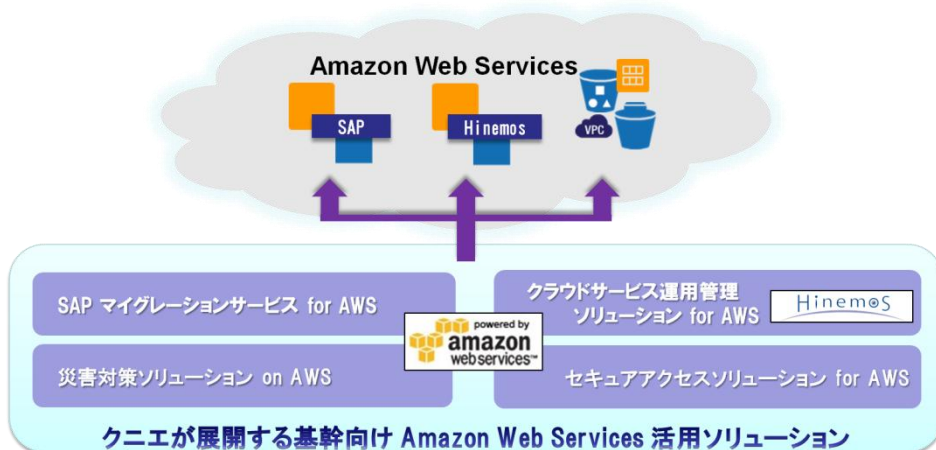 Amazon Web Services
SAP
Hinemos
VPC
SAP マイグレーションサービス for AWS
クラウドサービス運用管理
ソリューション for AWS
Hinemos
powered by
amazon
webservices™
災害対策ソリューション on AWS
セキュアアクセスソリューション for AWS
クニエが展開する基幹向け Amazon Web Services 活用ソリューション